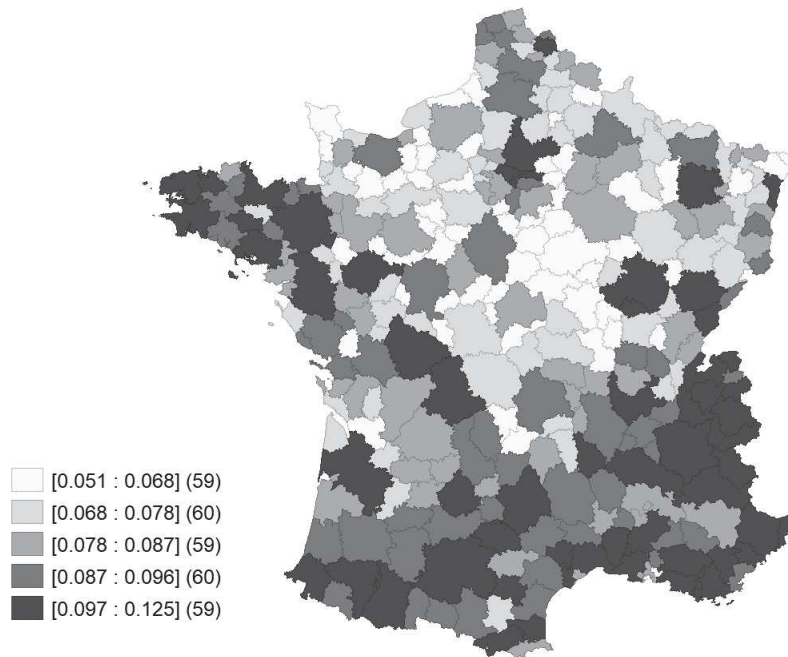 [0.051 : 0.068] (59)
[0.068 : 0.078] (60)
[0.078 : 0.087] (59)
[0.087 : 0.096] (60)
[0.097 : 0.125] (59)